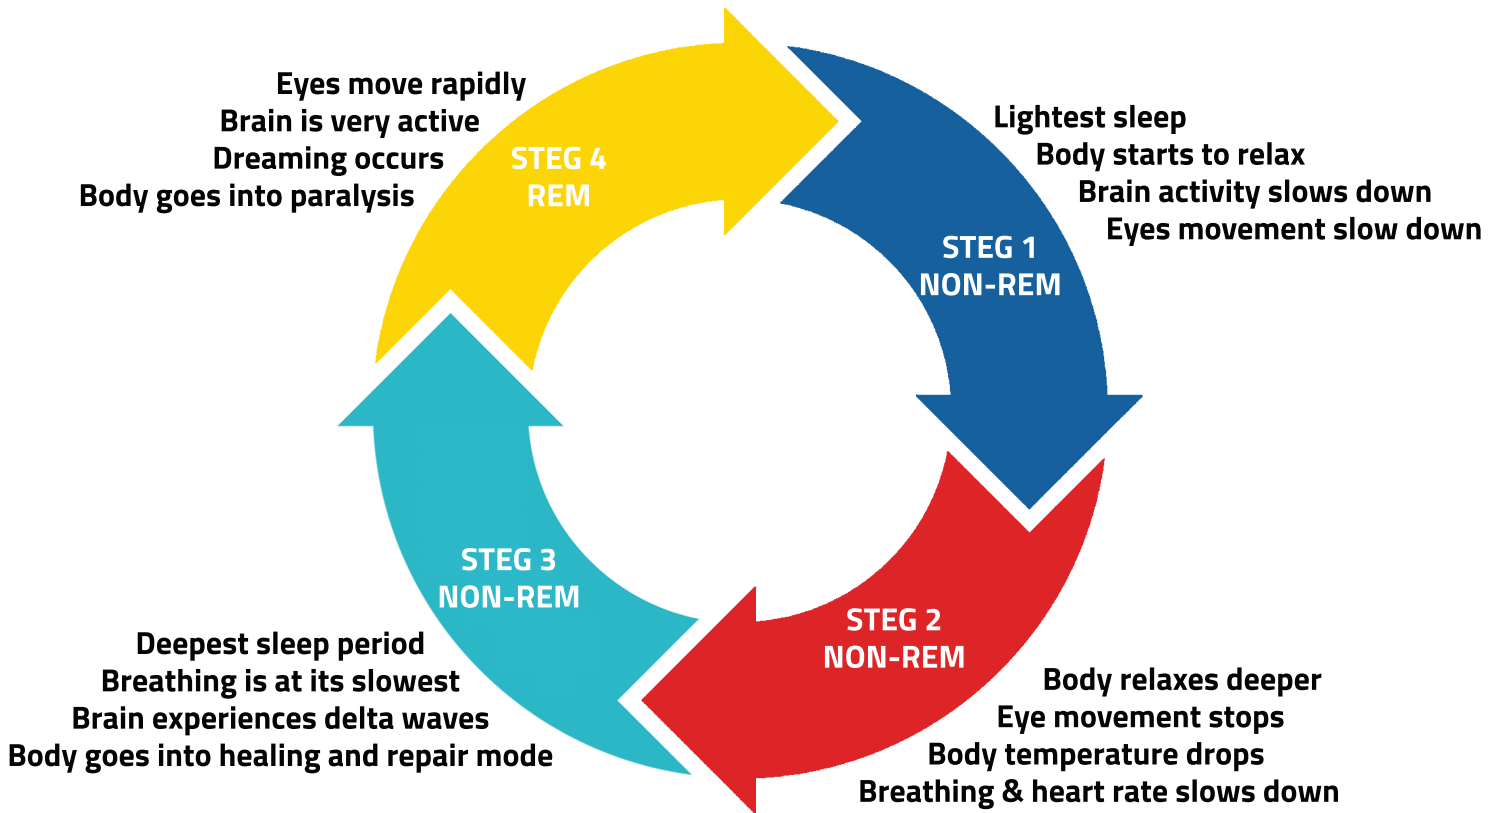 STEG 1
NON-REM
Lightest sleep
Body starts to relax
Brain activity slows down
Eyes movement slow down
STEG 2
NON-REM
Body relaxes deeper
Eye movement stops
Body temperature drops
Breathing & heart rate slows down
STEG 3
NON-REM
Deepest sleep period
Breathing is at its slowest
Brain experiences delta waves
Body goes into healing and repair mode
STEG 4
REM
Eyes move rapidly
Brain is very active
Dreaming occurs
Body goes into paralysis